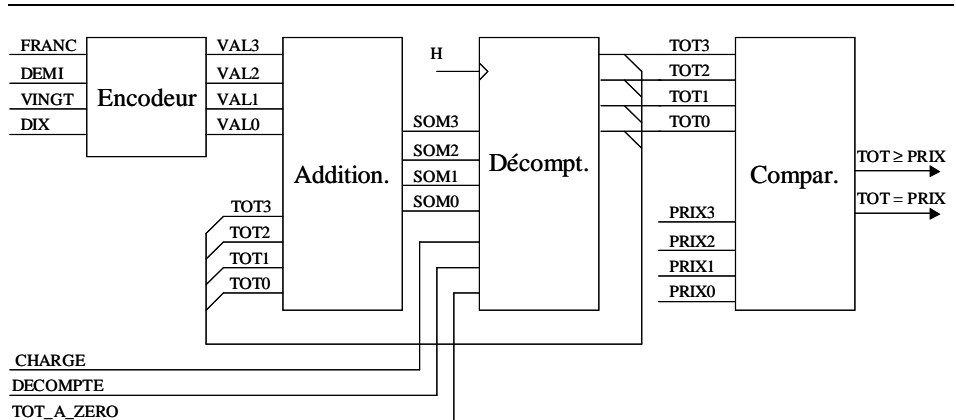 FRANC
DEMI
VINGT
DIX
Encodeur
VAL3
VAL2
VAL1
VAL0
TOT3
TOT2
TOT1
TOT0
Addition.
SOM3
SOM2
SOM1
SOM0
H
Décompt.
TOT3
TOT2
TOT1
TOT0
PRIX3
PRIX2
PRIX1
PRIX0
Compar.
TOT ≥ PRIX
TOT = PRIX
CHARGE
DECOMPTE
TOT_A_ZERO